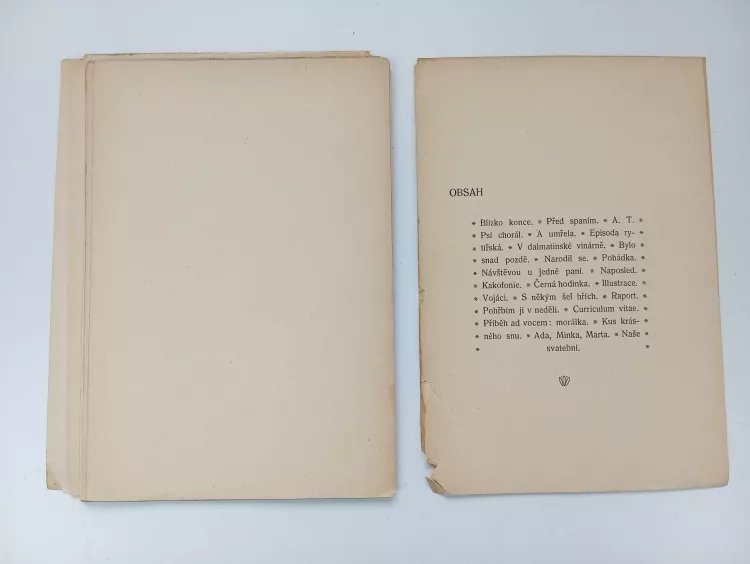 OBSAH
* Blízko konce. * Před spaním. * A. T. *
* Psí chorál. * A umřela. * Episoda ry- *
* tířská. * V dalmatinské vinárně. * Bylo *
* snad pozdě. * Narodil se. * Pohádka. *
* Návštěvou u jedné paní. * Naposled. *
* Kakofonie. * Černá hodinka. * Illustrace. *
* Vojáci. * S někým šel hřích. * Raport. *
* Pohřbím ji v neděli. * Curriculum vitae. *
* Příběh ad vocem: morálka. * Kus krás- *
* ného snu. * Ada, Minka, Marta. * Naše *
* svatební. *